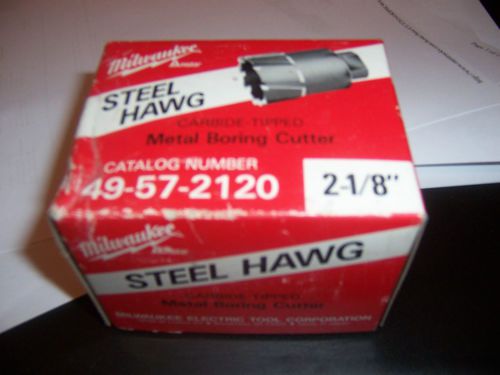 Milwaukee
STEEL
HAWG
CARBIDE-TIPPED
Metal Boring Cutter
CATALOG NUMBER
49-57-2120
2-1/8"
Milwaukee
STEEL HAWG
CARBIDE-TIPPED
Metal Boring Cutter
MILWAUKEE ELECTRIC TOOL CORPORATION